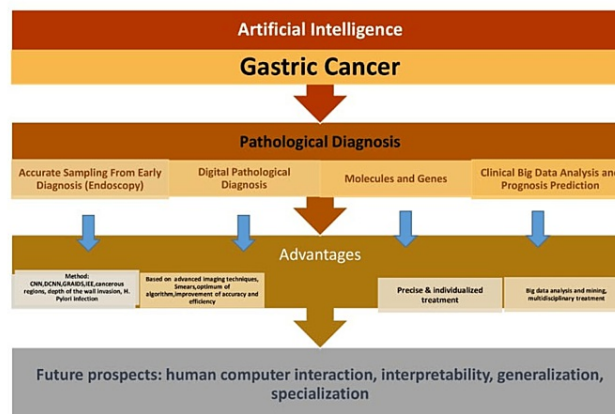 Artificial Intelligence
Gastric Cancer
Pathological Diagnosis
Accurate Sampling From Early
Diagnosis (Endoscopy)
Digital Pathological
Diagnosis
Molecules and Genes
Clinical Big Data Analysis and
Prognosis Prediction
Advantages
Method:
CNN,DCNN,GRAIDS,IEE,cancerous
regions, depth of the wall invasion, H.
Pylori infection
Based on advanced imaging techniques,
Smears,optimum of
algorithm,improvement of accuracy and
efficiency
Precise & individualized
treatment
Big data analysis and mining,
multidisciplinary treatment
Future prospects: human computer interaction, interpretability, generalization,
specialization